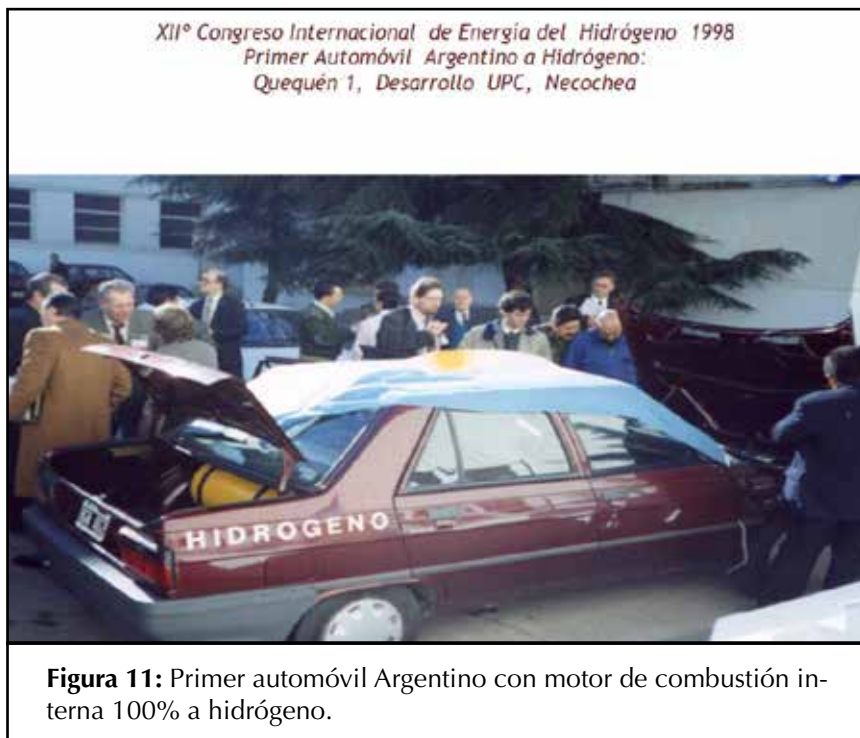 XIIº Congreso Internacional de Energía del Hidrógeno 1998
Primer Automóvil Argentino a Hidrógeno:
Quequén 1, Desarrollo UPC, Necochea
HIDROGENO
Figura 11: Primer automóvil Argentino con motor de combustión in-
terna 100% a hidrógeno.